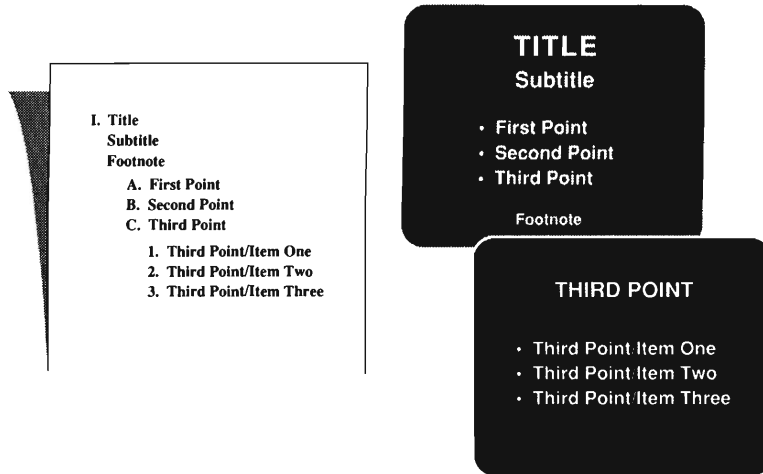 I. Title
Subtitle
Footnote
A. First Point
B. Second Point
C. Third Point
1. Third Point/Item One
2. Third Point/Item Two
3. Third Point/Item Three
TITLE
Subtitle
• First Point
• Second Point
• Third Point
Footnote
THIRD POINT
• Third Point/Item One
• Third Point/Item Two
• Third Point/Item Three